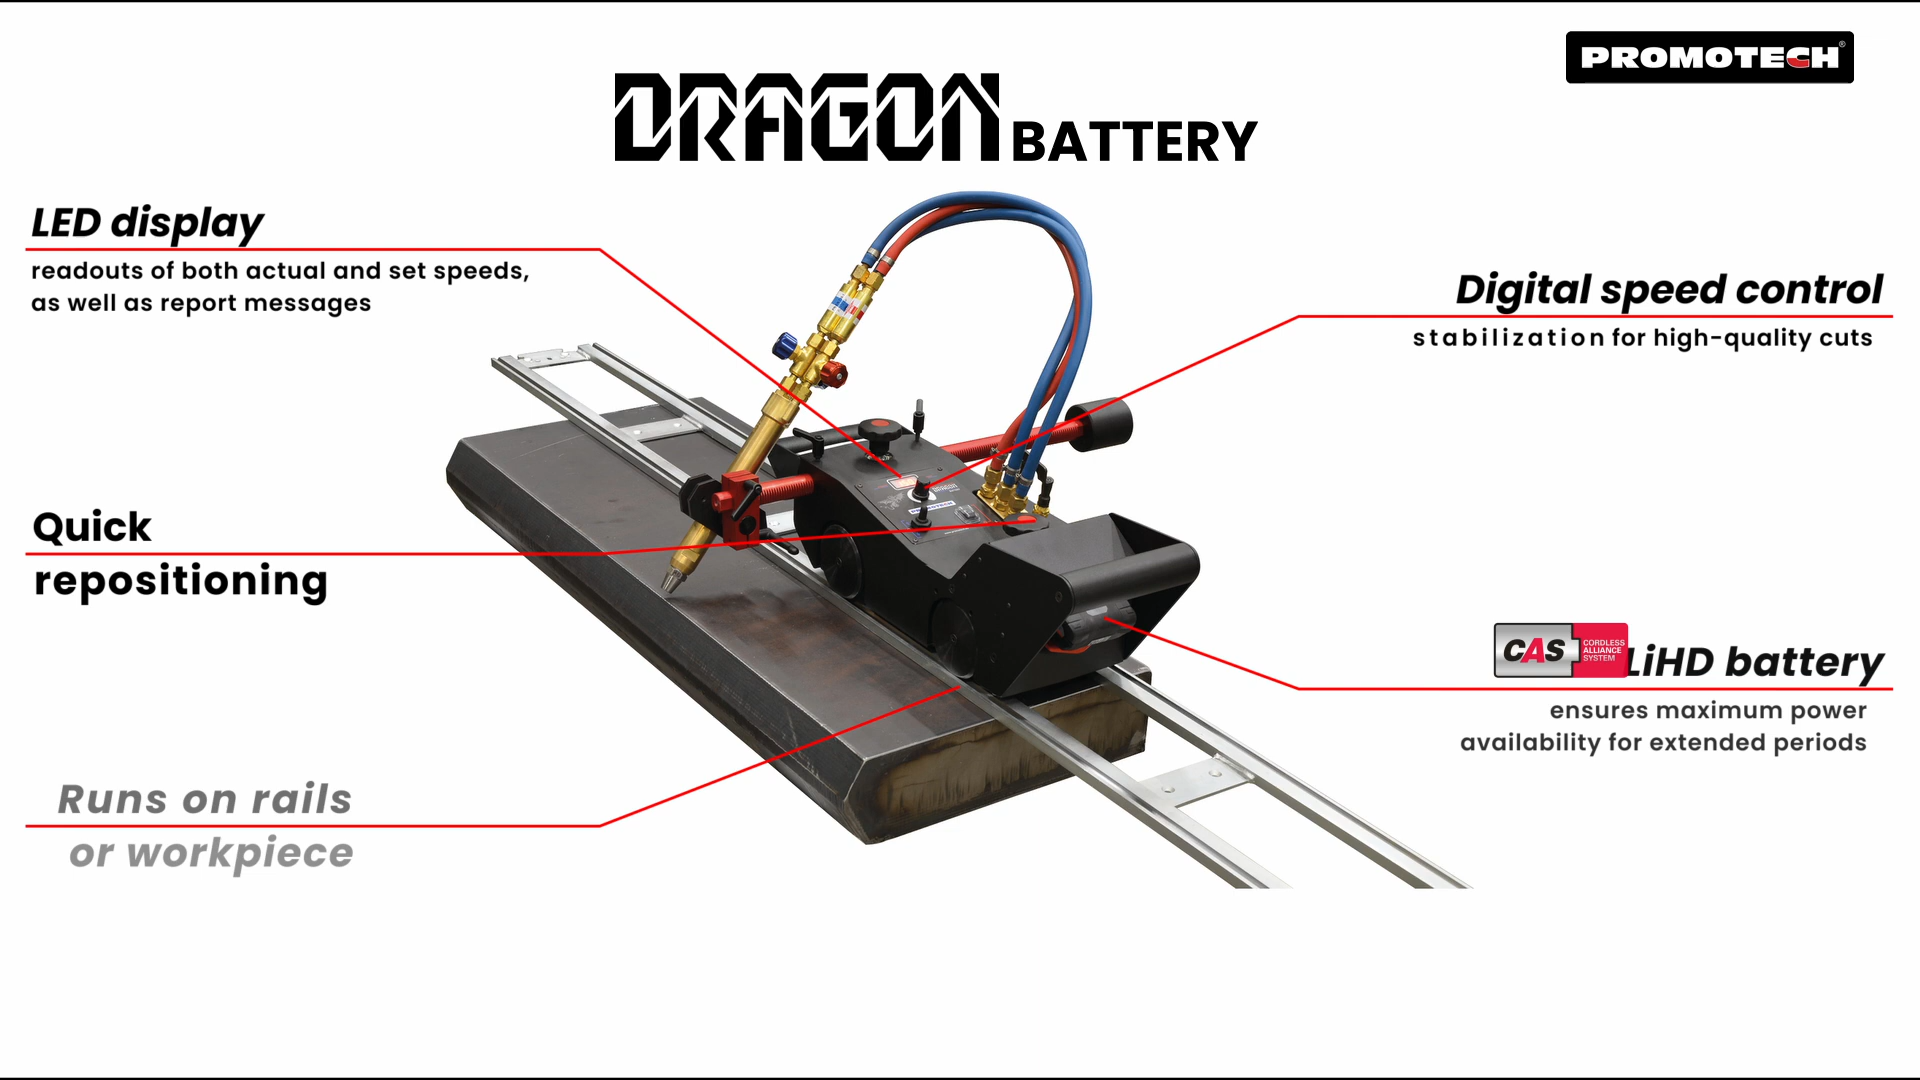 PROMOTECH®
DRAGON BATTERY
LED display
readouts of both actual and set speeds,
as well as report messages
Digital speed control
stabilization for high-quality cuts
Quick
repositioning
CAS CORDLESS
ALLIANCE
SYSTEM
LiHD battery
ensures maximum power
availability for extended periods
Runs on rails
or workpiece
DRAGON